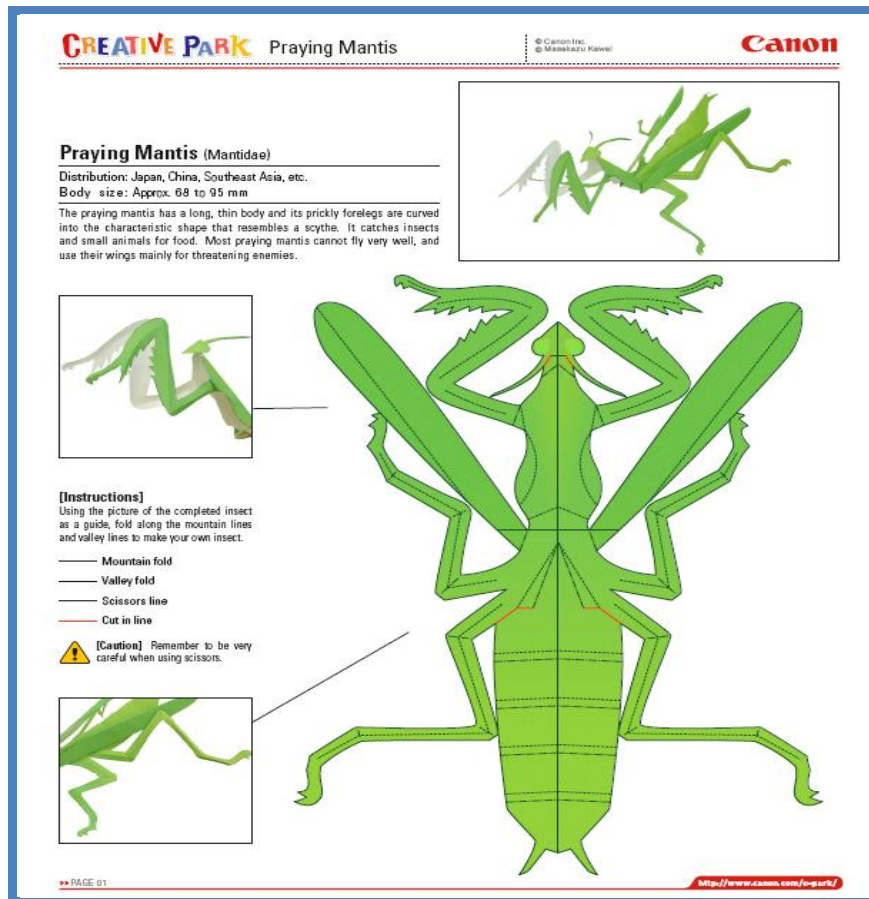 CREATIVE PARK Praying Mantis
© Canon Inc.
© Masakazu Kawai
Canon
Praying Mantis (Mantidae)
Distribution: Japan, China, Southeast Asia, etc.
Body size: Approx. 68 to 95 mm
The praying mantis has a long, thin body and its prickly forelegs are curved
into the characteristic shape that resembles a scythe. It catches insects
and small animals for food. Most praying mantis cannot fly very well, and
use their wings mainly for threatening enemies.
[Instructions]
Using the picture of the completed insect
as a guide, fold along the mountain lines
and valley lines to make your own insect.
Mountain fold
Valley fold
Scissors line
Cut in line
[Caution] Remember to be very
careful when using scissors.
PAGE 01
http://www.canon.com/c-park/